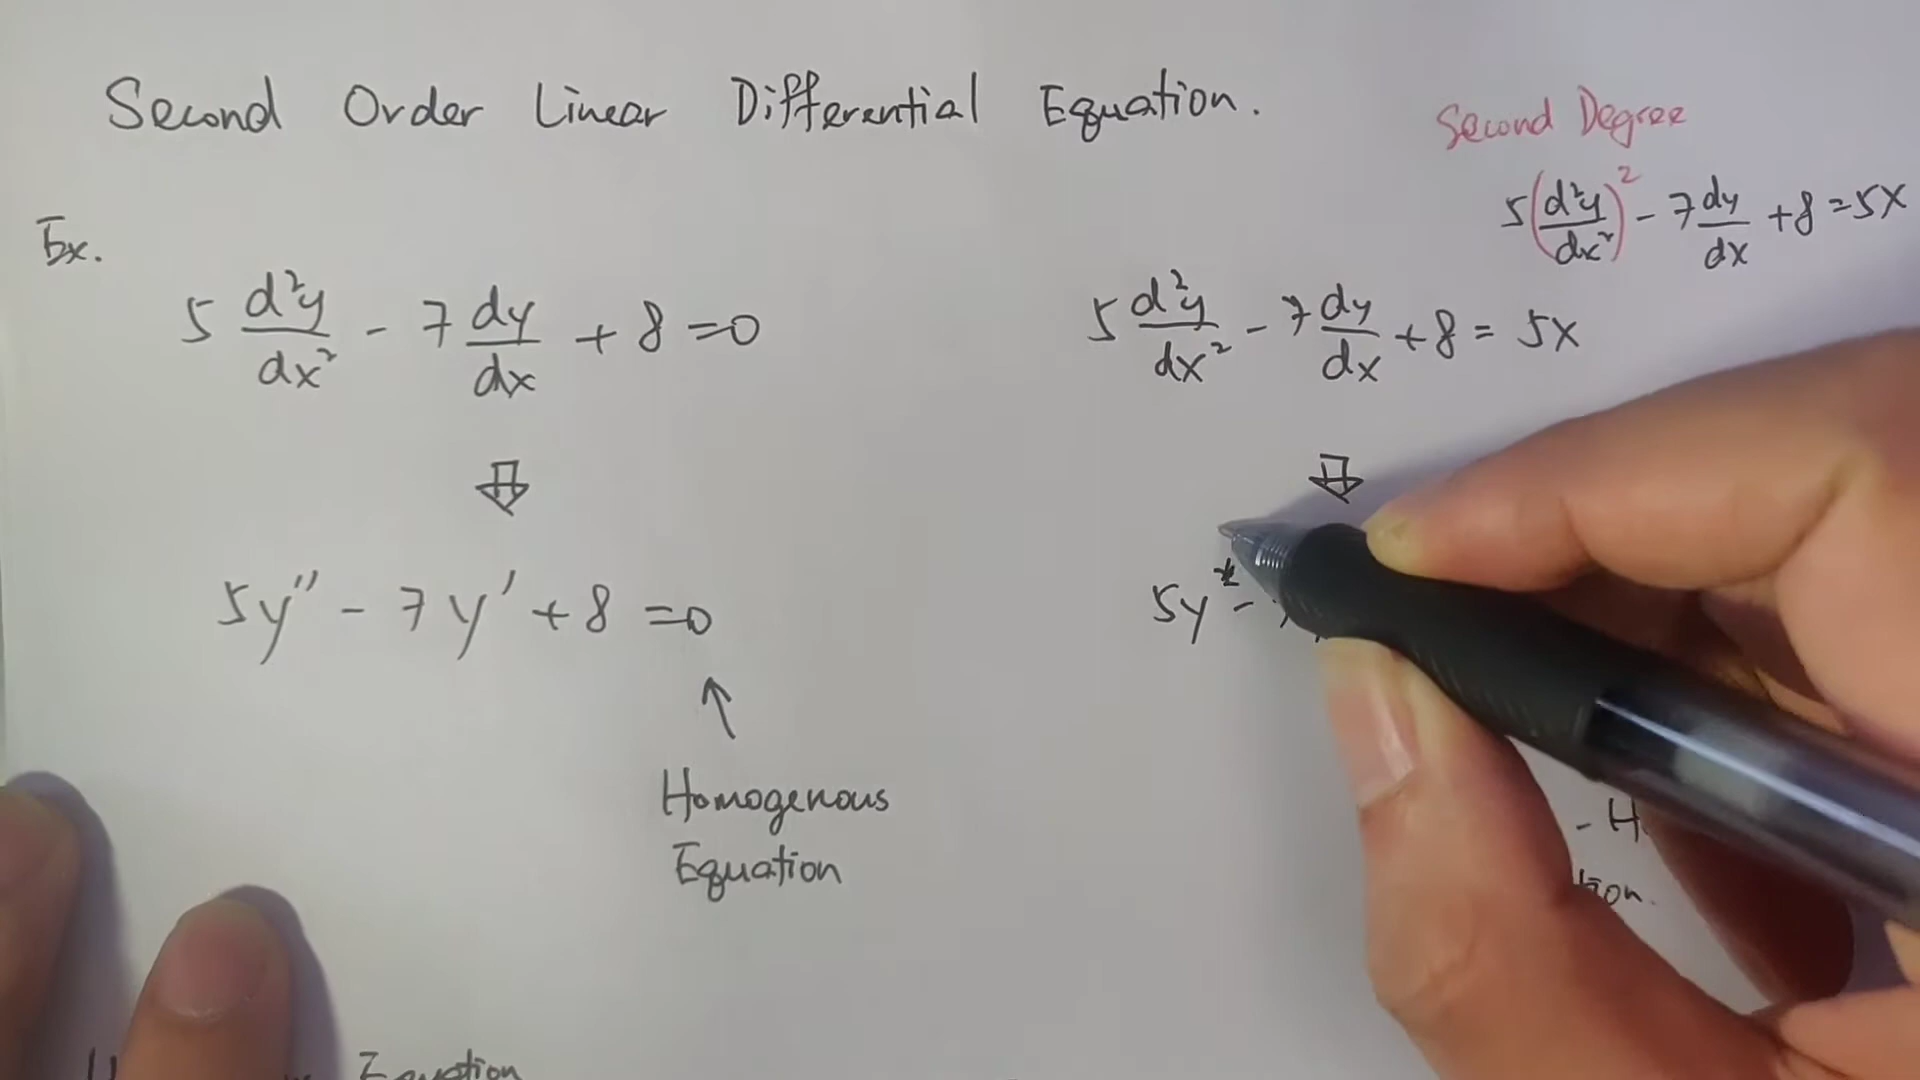 Second Order Linear Differential Equation.
Second Degree
5(d²y/dx²)² - 7 dy/dx + 8 = 5x
Ex.
5 d²y/dx² - 7 dy/dx + 8 = 0
5 d²y/dx² - 7 dy/dx + 8 = 5x
⇩
⇩
5y'' - 7y' + 8 = 0
5y -
↑
Homogenous
Equation
- H
Equation